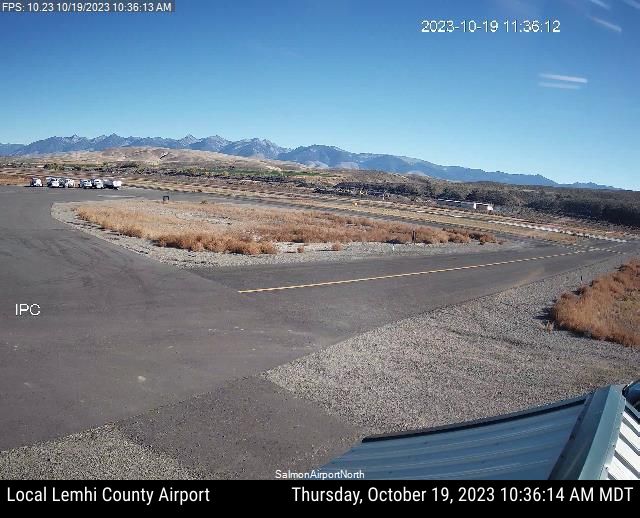 FPS: 10.23 10/19/2023 10:36:13 AM
2023-10-19 11:36:12
IPC
SalmonAirportNorth
Local Lemhi County Airport
Thursday, October 19, 2023 10:36:14 AM MDT